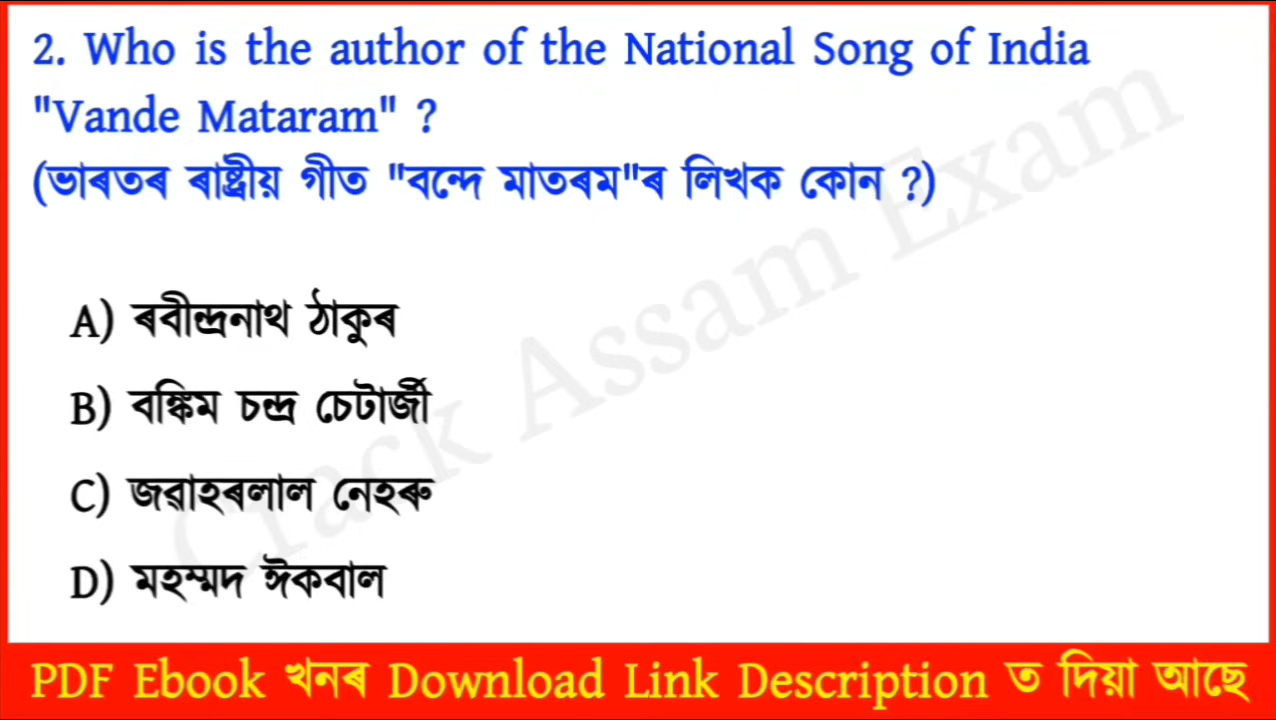 2. Who is the author of the National Song of India
"Vande Mataram" ?
(ভাৰতৰ ৰাষ্ট্ৰীয় গীত "বন্দে মাতৰম"ৰ লিখক কোন ?)
A) ৰবীন্দ্ৰনাথ ঠাকুৰ
B) বঙ্কিম চন্দ্ৰ চেটাৰ্জী
C) জৱাহৰলাল নেহৰু
D) মহম্মদ ঈকবাল
Crack Assam Exam
PDF Ebook খনৰ Download Link Description ত দিয়া আছে